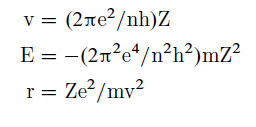 v = (2πe²/nh)Z
E = −(2π²e⁴/n²h²)mZ²
r = Ze²/mv²